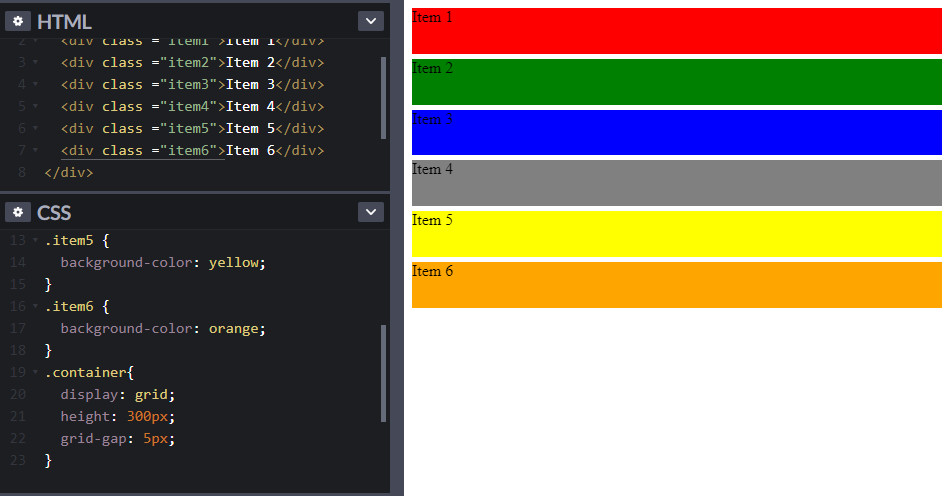 HTML
2 <div class ="item1">Item 1</div>
3 <div class ="item2">Item 2</div>
4 <div class ="item3">Item 3</div>
5 <div class ="item4">Item 4</div>
6 <div class ="item5">Item 5</div>
7 <div class ="item6">Item 6</div>
8 </div>
CSS
13 .item5 {
14 background-color: yellow;
15 }
16 .item6 {
17 background-color: orange;
18 }
19 .container{
20 display: grid;
21 height: 300px;
22 grid-gap: 5px;
23 }
Item 1
Item 2
Item 3
Item 4
Item 5
Item 6